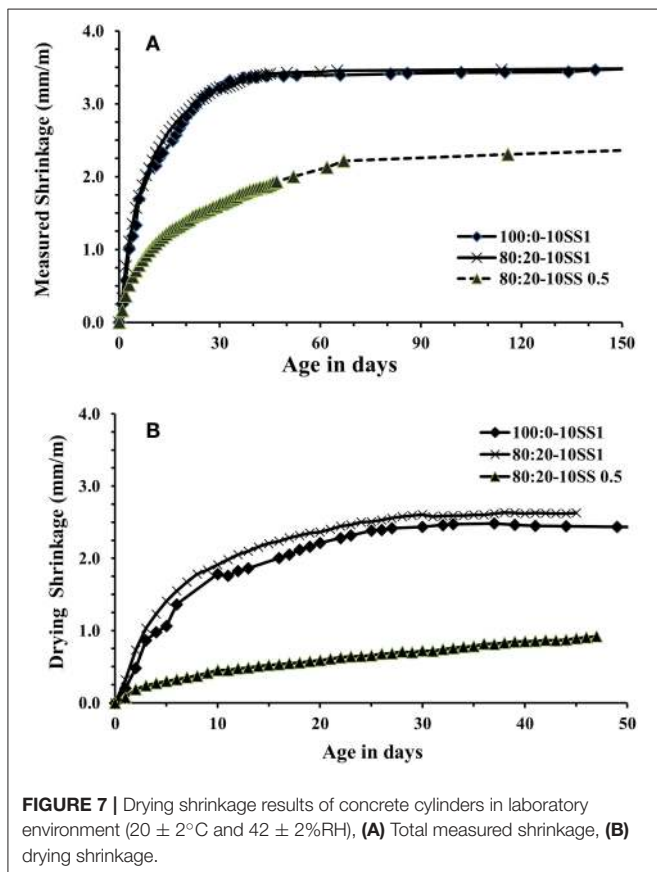 A
Measured Shrinkage (mm/m)
4.0
3.0
2.0
1.0
0.0
100:0-10SS1
80:20-10SS1
80:20-10SS 0.5
0 30 60 90 120 150
Age in days
B
Drying Shrinkage (mm/m)
4.0
3.0
2.0
1.0
0.0
100:0-10SS1
80:20-10SS1
80:20-10SS 0.5
0 10 20 30 40 50
Age in days
FIGURE 7 | Drying shrinkage results of concrete cylinders in laboratory
environment (20 ± 2°C and 42 ± 2%RH), (A) Total measured shrinkage, (B)
drying shrinkage.